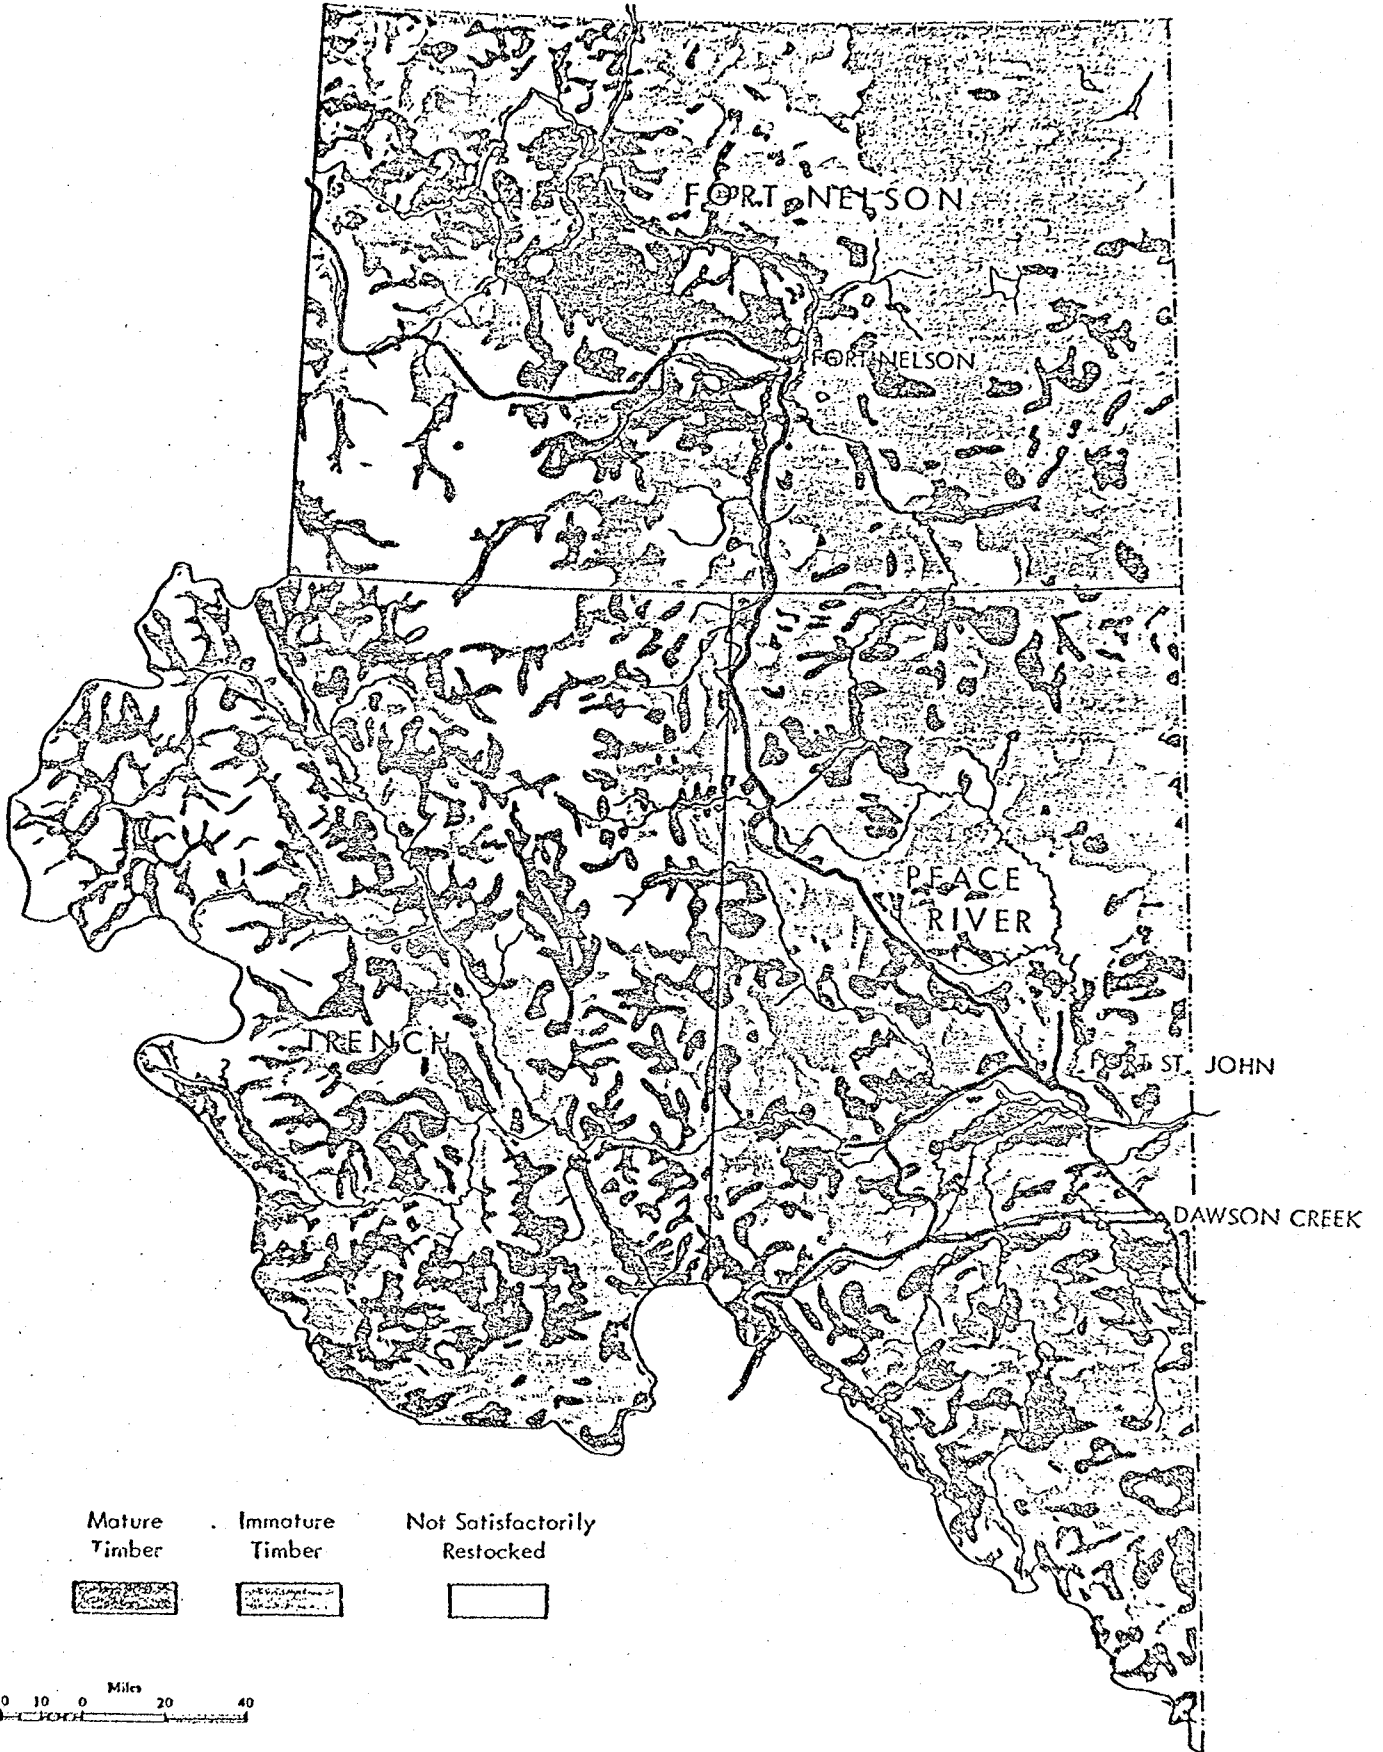 FORT NELSON
FORT NELSON
PEACE
RIVER
TRENCH
FORT ST. JOHN
DAWSON CREEK
Mature Timber
Immature Timber
Not Satisfactorily Restocked
Miles
0 10 0 20 40